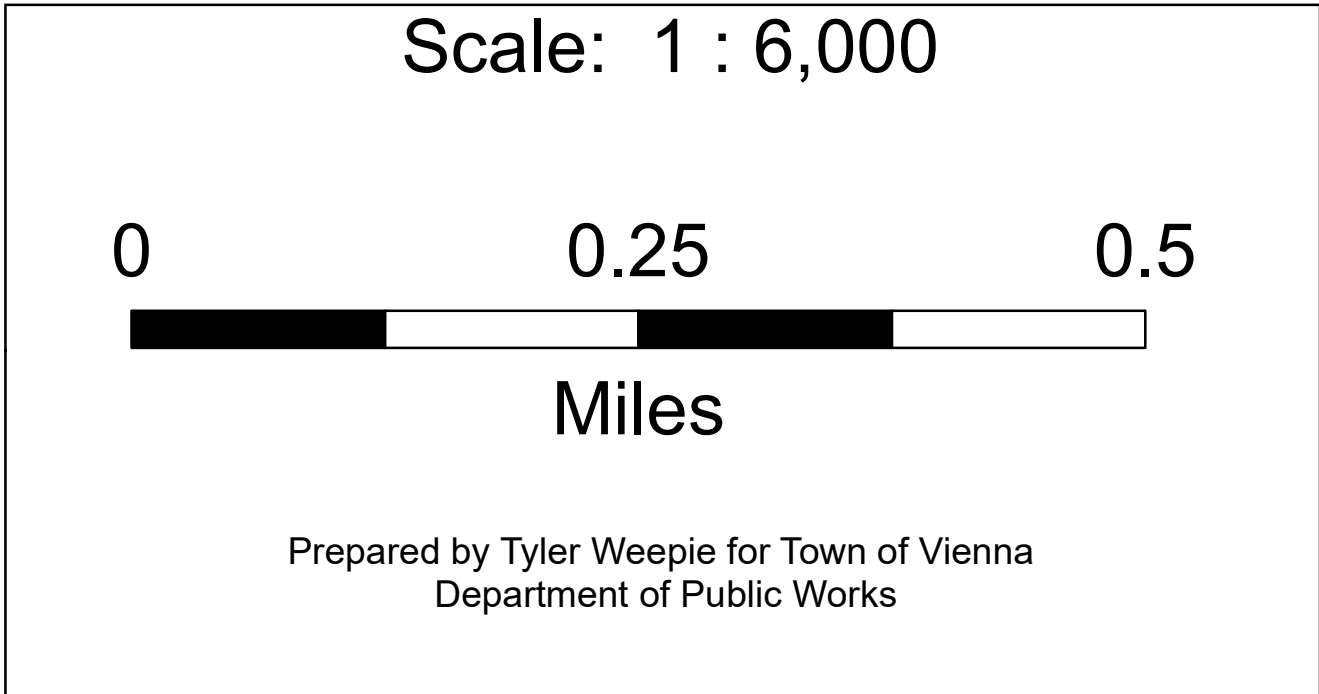 Scale: 1 : 6,000
0 0.25 0.5
Miles
Prepared by Tyler Weepie for Town of Vienna
Department of Public Works